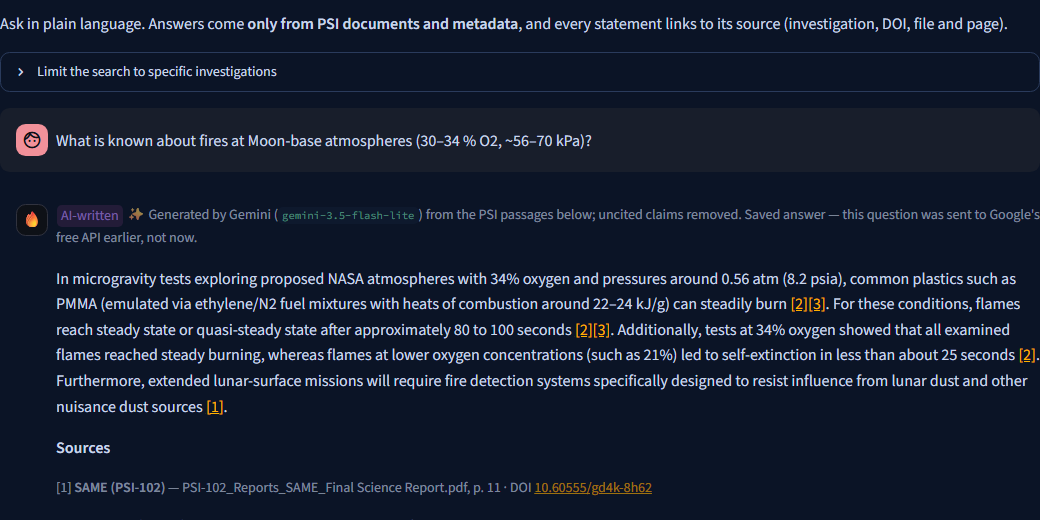 Ask in plain language. Answers come only from PSI documents and metadata, and every statement links to its source (investigation, DOI, file and page).
Limit the search to specific investigations
What is known about fires at Moon-base atmospheres (30–34 % O2, ~56–70 kPa)?
AI-written ✨ Generated by Gemini ( gemini-3.5-flash-lite ) from the PSI passages below; uncited claims removed. Saved answer — this question was sent to Google's
free API earlier, not now.
In microgravity tests exploring proposed NASA atmospheres with 34% oxygen and pressures around 0.56 atm (8.2 psia), common plastics such as
PMMA (emulated via ethylene/N2 fuel mixtures with heats of combustion around 22–24 kJ/g) can steadily burn [2][3]. For these conditions, flames
reach steady state or quasi-steady state after approximately 80 to 100 seconds [2][3]. Additionally, tests at 34% oxygen showed that all examined
flames reached steady burning, whereas flames at lower oxygen concentrations (such as 21%) led to self-extinction in less than about 25 seconds [2].
Furthermore, extended lunar-surface missions will require fire detection systems specifically designed to resist influence from lunar dust and other
nuisance dust sources [1].
Sources
[1] SAME (PSI-102) — PSI-102_Reports_SAME_Final Science Report.pdf, p. 11 · DOI 10.60555/gd4k-8h62